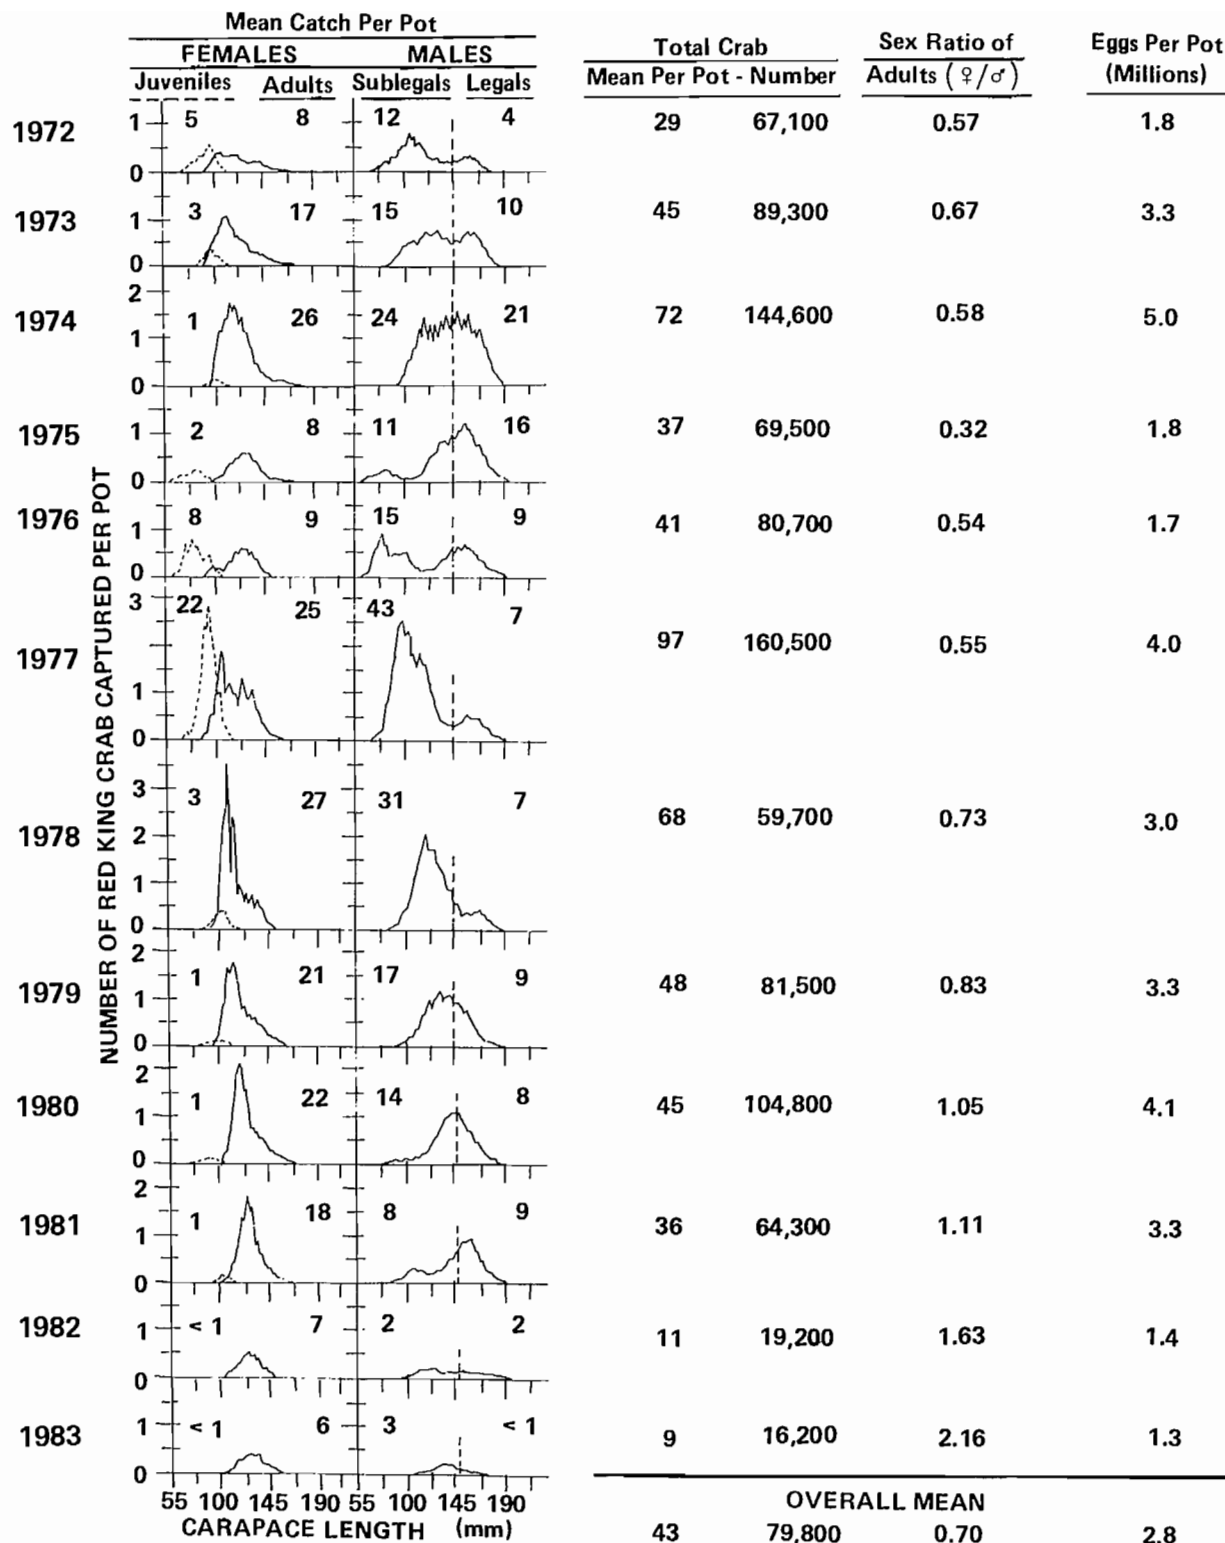 Mean Catch Per Pot
FEMALES MALES
Juveniles Adults Sublegals Legals
Total Crab
Mean Per Pot - Number
Sex Ratio of
Adults (♀/♂)
Eggs Per Pot
(Millions)
NUMBER OF RED KING CRAB CAPTURED PER POT
1972 1 5 8 12 4 29 67,100 0.57 1.8
0
1973 1 3 17 15 10 45 89,300 0.67 3.3
0
2
1974 1 26 24 21 72 144,600 0.58 5.0
1
0
1975 1 2 8 11 16 37 69,500 0.32 1.8
0
1976 1 8 9 15 9 41 80,700 0.54 1.7
0
3 22 25 43 7
1977 2 97 160,500 0.55 4.0
1
0
3 3 27 31 7 68 59,700 0.73 3.0
1978 2
1
0
2
1979 1 1 21 17 9 48 81,500 0.83 3.3
0
2
1980 1 1 22 14 8 45 104,800 1.05 4.1
0
2
1981 1 1 18 8 9 36 64,300 1.11 3.3
0
1982 1 < 1 7 2 2 11 19,200 1.63 1.4
0
1983 1 < 1 6 3 < 1 9 16,200 2.16 1.3
0
55 100 145 190 55 100 145 190
CARAPACE LENGTH (mm)
OVERALL MEAN
43 79,800 0.70 2.8